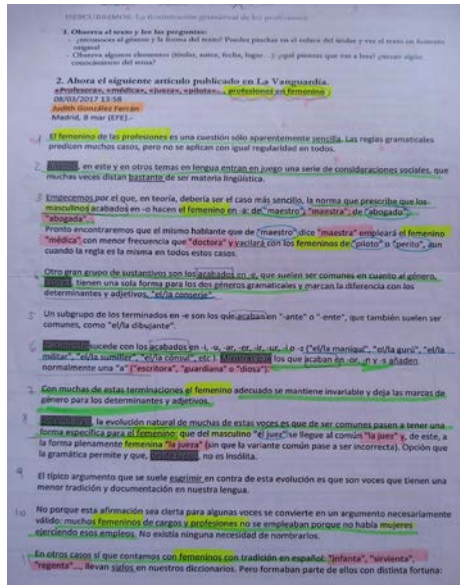 DESCUBRIMOS: La feminización gramatical de las profesiones
1. Observa el texto y lee las preguntas:
- ¿reconoces el género y la forma del texto? Puedes pinchar en el enlace del titular y ver el texto en formato
original
- Observa algunos elementos (titular, autor, fecha, lugar...): ¿qué piensas que vas a leer? ¿tienes algún
conocimiento del tema?
2. Ahora el siguiente artículo publicado en La Vanguardia.
«Profesora», «médica», «jueza», «pilota»... profesiones en femenino
08/03/2017 13:58
Judith González Ferrán
Madrid, 8 mar (EFE).-
1 El femenino de las profesiones es una cuestión sólo aparentemente sencilla. Las reglas gramaticales
predicen muchos casos, pero no se aplican con igual regularidad en todos.
2 en este y en otros temas en lengua entran en juego una serie de consideraciones sociales, que
muchas veces distan bastante de ser materia lingüística.
3 Empecemos por el que, en teoría, debería ser el caso más sencillo, la norma que prescribe que los
masculinos acabados en -o hacen el femenino en -a: de "maestro", "maestra"; de "abogado",
"abogada"...
Pronto encontraremos que el mismo hablante que de "maestro" dice "maestra" empleará el femenino
"médica" con menor frecuencia que "doctora" y vacilará con los femeninos de "piloto" o "perito", aun
cuando la regla es la misma en todos estos casos.
4 Otro gran grupo de sustantivos son los acabados en -e, que suelen ser comunes en cuanto al género,
tienen una sola forma para los dos géneros gramaticales y marcan la diferencia con los
determinantes y adjetivos, "el/la conserje"
5 Un subgrupo de los terminados en -e son los que acaban en "-ante" o "-ente", que también suelen ser
comunes, como "el/la dibujante".
6 sucede con los acabados en -i, -u, -ar, -er, -ir, -ur, -l o -s ("el/la maniquí", "el/la gurú", "el/la
militar", "el/la sumiller", "el/la cónsul", etc.). Mientras que los que acaban en -or, -n y -s añaden
normalmente una "a" ("escritora", "guardiana" o "diosa").
7 Con muchas de estas terminaciones el femenino adecuado se mantiene invariable y deja las marcas de
género para los determinantes y adjetivos.
8 la evolución natural de muchas de estas voces es que de ser comunes pasen a tener una
forma específica para el femenino: que del masculino "el juez" se llegue al común "la juez" y, de este, a
la forma plenamente femenina "la jueza" (sin que la variante común pase a ser incorrecta). Opción que
la gramática permite y que, no es insólita.
9 El típico argumento que se suele esgrimir en contra de esta evolución es que son voces que tienen una
menor tradición y documentación en nuestra lengua.
10 No porque esta afirmación sea cierta para algunas voces se convierte en un argumento necesariamente
válido: muchos femeninos de cargos y profesiones no se empleaban porque no había mujeres
ejerciendo esos empleos. No existía ninguna necesidad de nombrarlos.
11 En otros casos sí que contamos con femeninos con tradición en español: "infanta", "sirvienta",
"regenta"..., llevan siglos en nuestros diccionarios. Pero formaban parte de ellos con distinta fortuna: